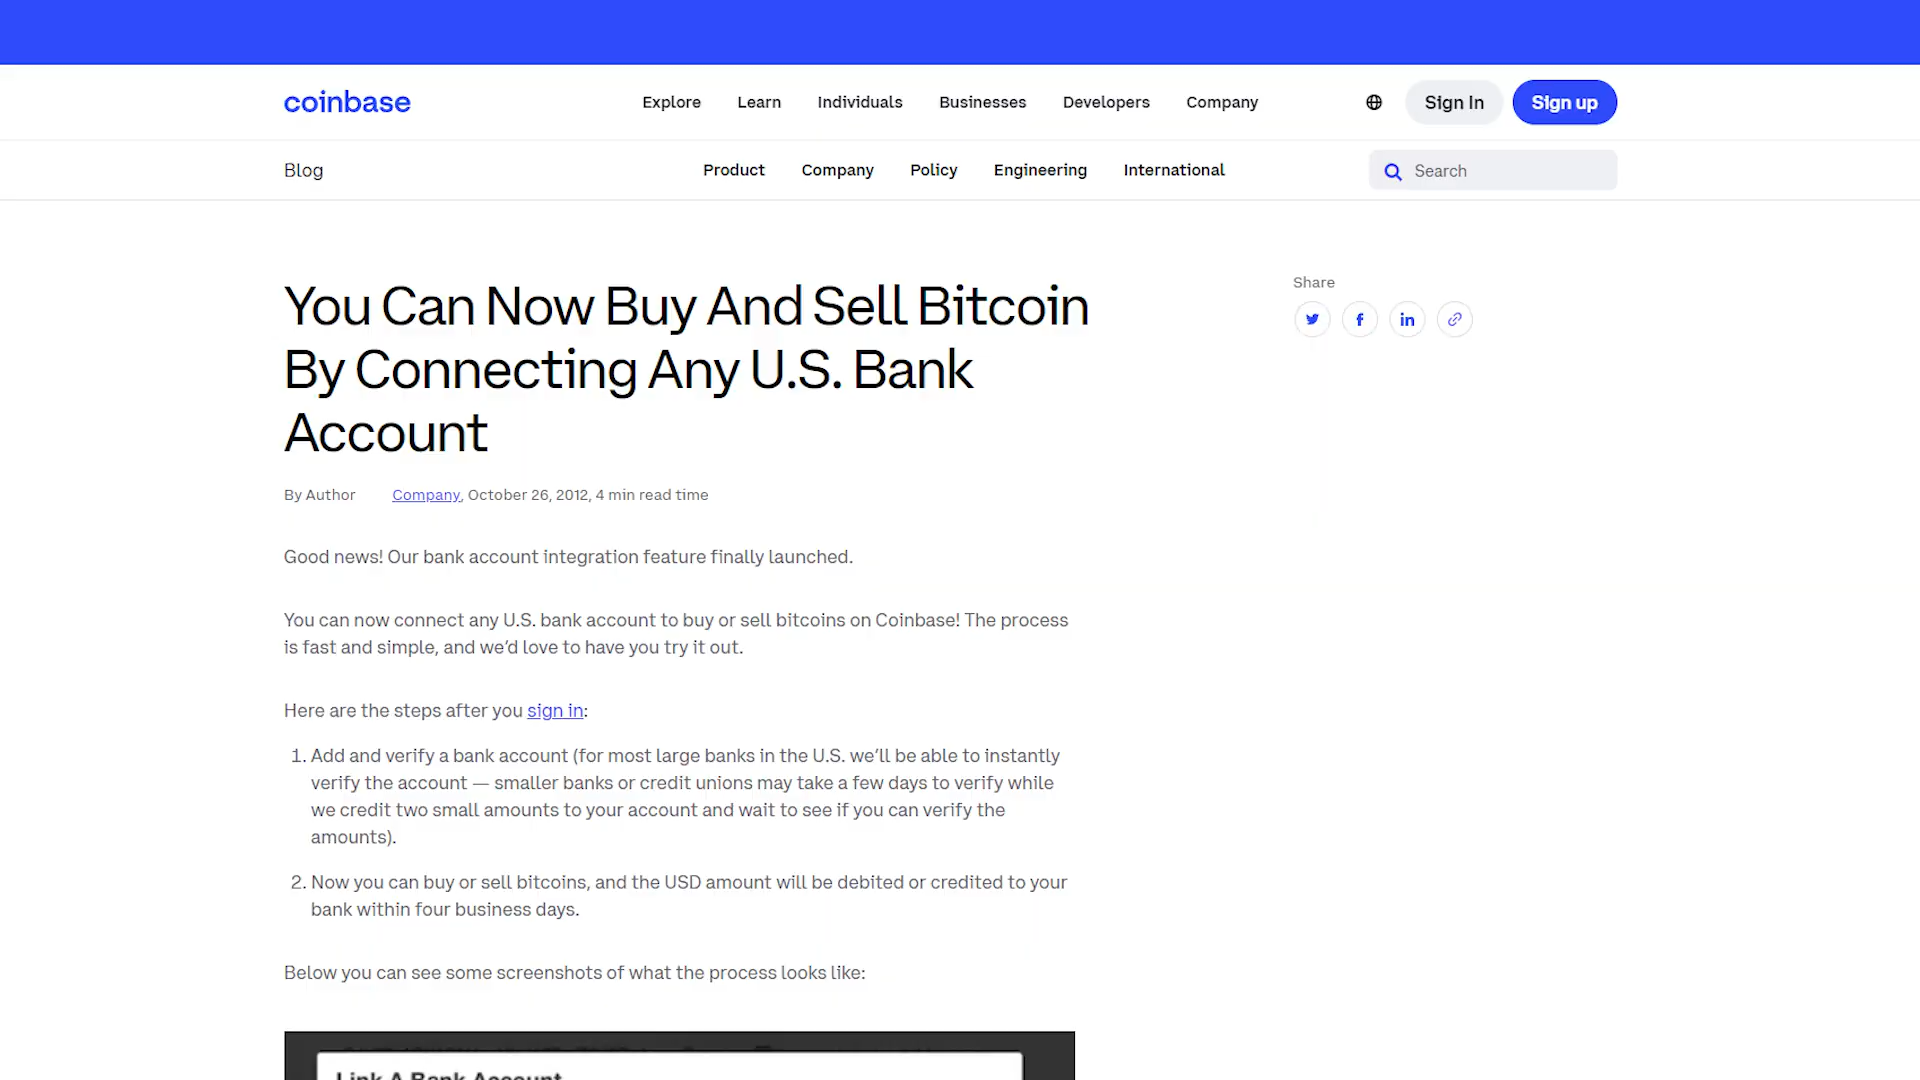 coinbase
Explore
Learn
Individuals
Businesses
Developers
Company
Sign In
Sign up
Blog
Product
Company
Policy
Engineering
International
Search
You Can Now Buy And Sell Bitcoin
By Connecting Any U.S. Bank
Account
Share
By Author Company, October 26, 2012, 4 min read time
Good news! Our bank account integration feature finally launched.
You can now connect any U.S. bank account to buy or sell bitcoins on Coinbase! The process
is fast and simple, and we’d love to have you try it out.
Here are the steps after you sign in:
1. Add and verify a bank account (for most large banks in the U.S. we’ll be able to instantly
verify the account — smaller banks or credit unions may take a few days to verify while
we credit two small amounts to your account and wait to see if you can verify the
amounts).
2. Now you can buy or sell bitcoins, and the USD amount will be debited or credited to your
bank within four business days.
Below you can see some screenshots of what the process looks like:
Link A Bank Account